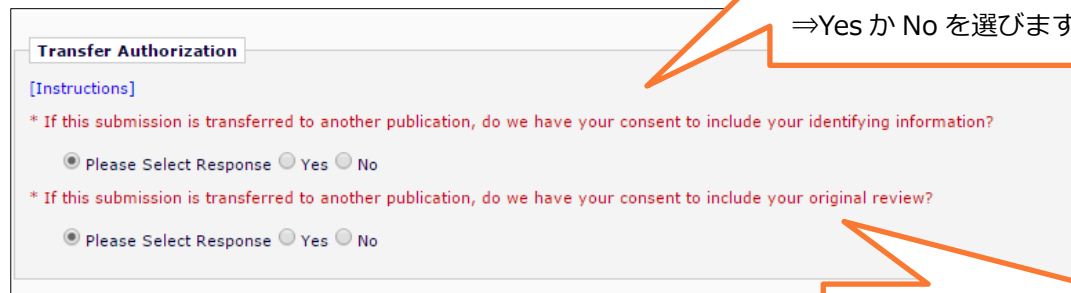 ⇒Yes か No を選びます
Transfer Authorization
[Instructions]
* If this submission is transferred to another publication, do we have your consent to include your identifying information?
Please Select Response Yes No
* If this submission is transferred to another publication, do we have your consent to include your original review?
Please Select Response Yes No